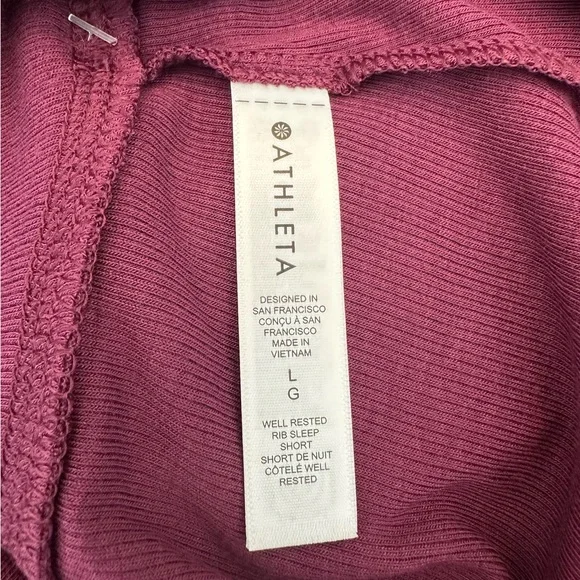 ATHLETA
DESIGNED IN
SAN FRANCISCO
CONÇU À SAN
FRANCISCO
MADE IN
VIETNAM
L
G
WELL RESTED
RIB SLEEP
SHORT
SHORT DE NUIT
CÔTELÉ WELL
RESTED